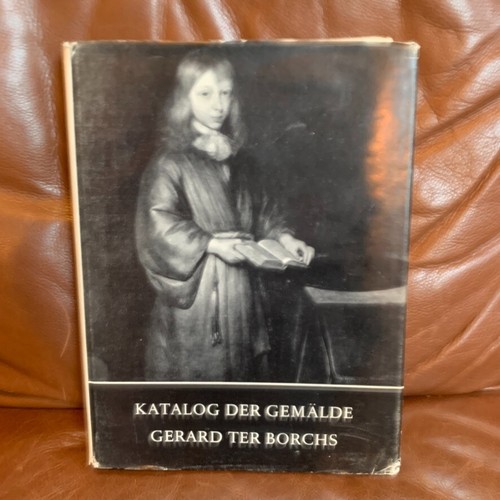 KATALOG DER GEMÄLDE
GERARD TER BORCHS